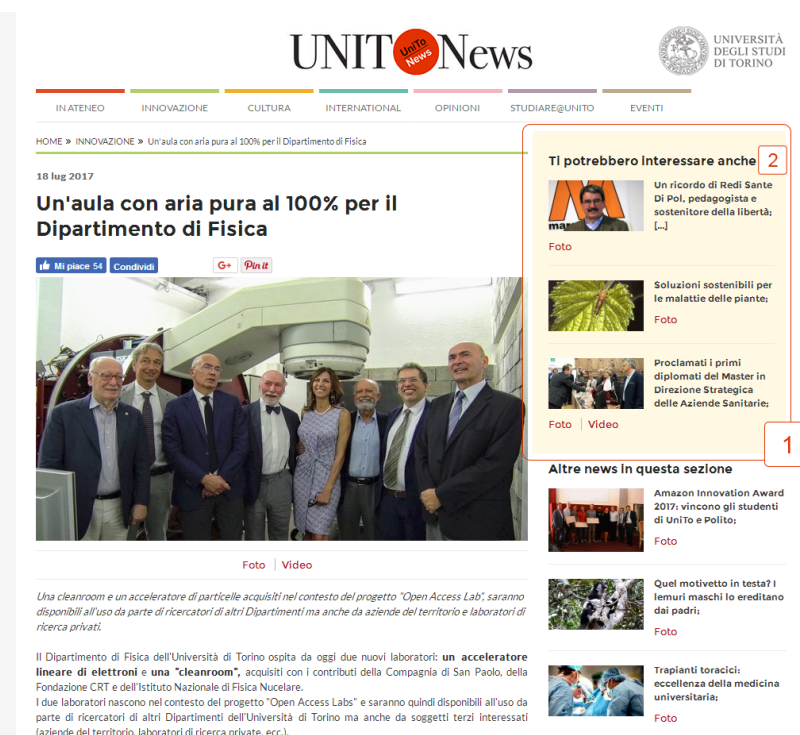 UNIT UniTo News News
UNIVERSITÀ
DEGLI STUDI
DI TORINO
IN ATENEO INNOVAZIONE CULTURA INTERNATIONAL OPINIONI STUDIARE@UNITO EVENTI
HOME » INNOVAZIONE » Un'aula con aria pura al 100% per il Dipartimento di Fisica
18 lug 2017
Un'aula con aria pura al 100% per il
Dipartimento di Fisica
Mi piace 54 Condividi G+ Pin it
Foto Video
Una cleanroom e un acceleratore di particelle acquisiti nel contesto del progetto "Open Access Lab", saranno
disponibili all'uso da parte di ricercatori di altri Dipartimenti ma anche da aziende del territorio e laboratori di
ricerca privati.
Il Dipartimento di Fisica dell'Università di Torino ospita da oggi due nuovi laboratori: un acceleratore
lineare di elettroni e una "cleanroom", acquisiti con i contributi della Compagnia di San Paolo, della
Fondazione CRT e dell'Istituto Nazionale di Fisica Nucelare.
I due laboratori nascono nel contesto del progetto "Open Access Labs" e saranno quindi disponibili all'uso da
parte di ricercatori di altri Dipartimenti dell'Università di Torino ma anche da soggetti terzi interessati
(aziende del territorio, laboratori di ricerca private, ecc.).
Ti potrebbero interessare anche
2
Un ricordo di Redi Sante
Di Pol, pedagogista e
sostenitore della libertà;
[...]
Foto
Soluzioni sostenibili per
le malattie delle piante;
Foto
Proclamati i primi
diplomati del Master in
Direzione Strategica
delle Aziende Sanitarie;
Foto Video
1
Altre news in questa sezione
Amazon Innovation Award
2017: vincono gli studenti
di UniTo e Polito;
Foto
Quel motivetto in testa? I
lemuri maschi lo ereditano
dai padri;
Foto
Trapianti toracici:
eccellenza della medicina
universitaria;
Foto